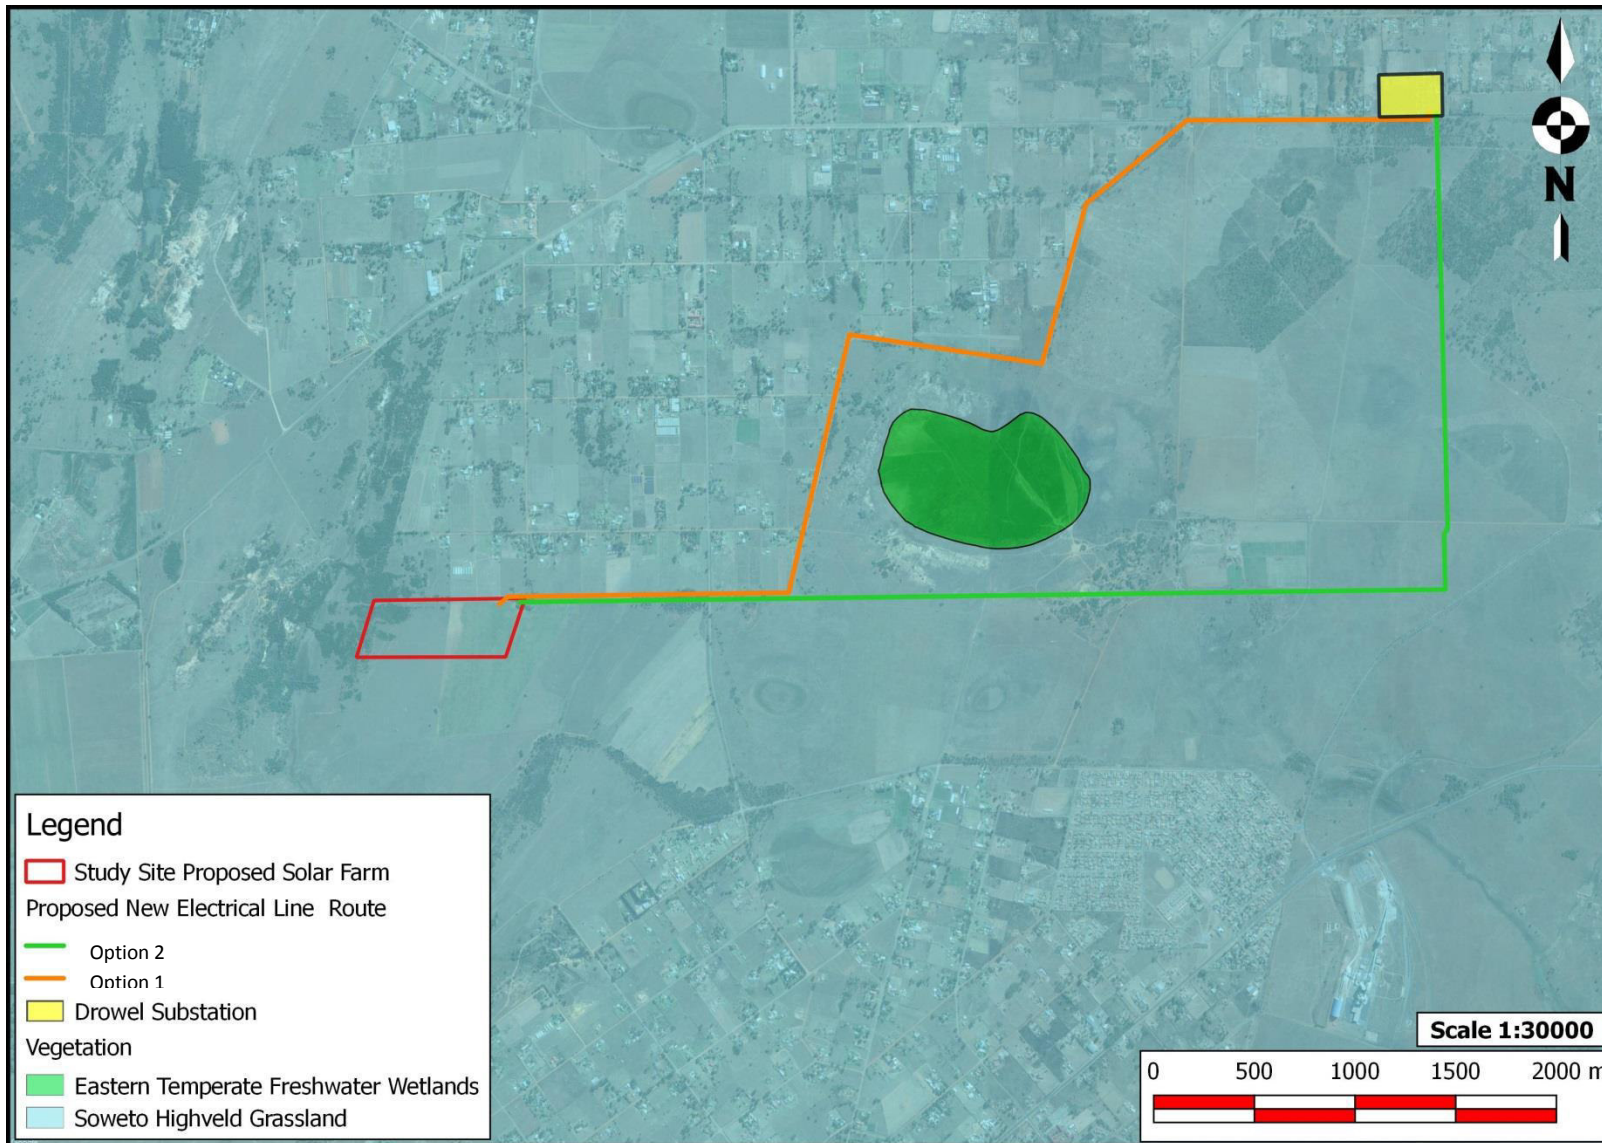 N
Legend
Study Site Proposed Solar Farm
Proposed New Electrical Line Route
Option 2
Option 1
Drowel Substation
Vegetation
Eastern Temperate Freshwater Wetlands
Soweto Highveld Grassland
Scale 1:30000
0 500 1000 1500 2000 m